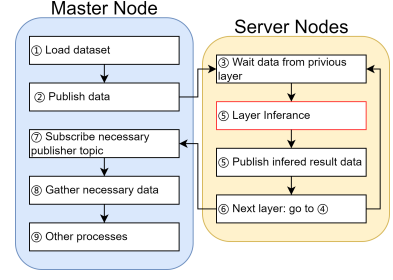 Master Node
① Load dataset
② Publish data
⑦ Subscribe necessary
publisher topic
⑧ Gather necessary data
⑨ Other processes
Server Nodes
③ Wait data from privious
layer
⑤ Layer Inferance
⑤ Publish infered result data
⑥ Next layer: go to ④